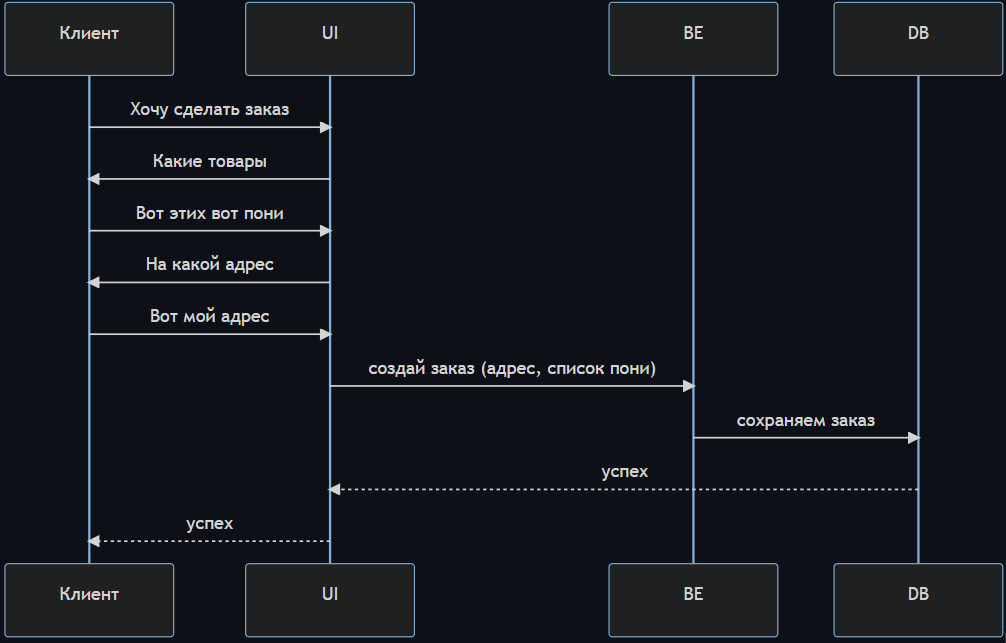 Клиент
UI
BE
DB
Хочу сделать заказ
Какие товары
Вот этих вот пони
На какой адрес
Вот мой адрес
создай заказ (адрес, список пони)
сохраняем заказ
успех
успех
Клиент
UI
BE
DB